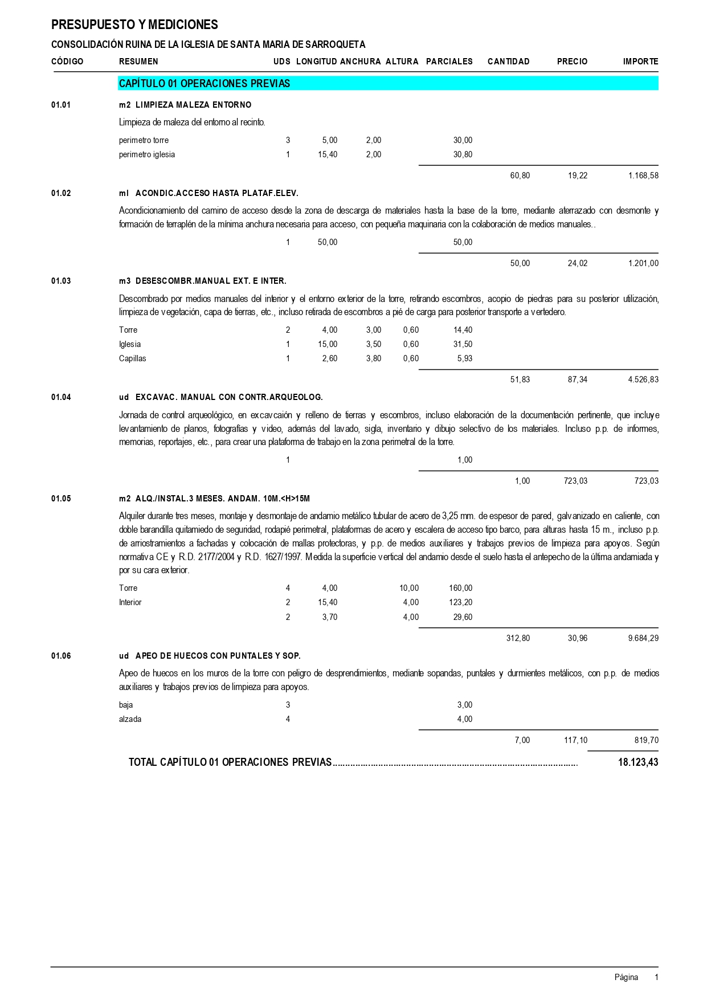 PRESUPUESTO Y MEDICIONES
CONSOLIDACIÓN RUINA DE LA IGLESIA DE SANTA MARIA DE SARROQUETA
CÓDIGO RESUMEN UDS LONGITUD ANCHURA ALTURA PARCIALES CANTIDAD PRECIO IMPORTE
CAPÍTULO 01 OPERACIONES PREVIAS
01.01 m2 LIMPIEZA MALEZA ENTORNO
Limpieza de maleza del entorno al recinto.
perimetro torre 3 5,00 2,00 30,00
perimetro iglesia 1 15,40 2,00 30,80
60,80 19,22 1.168,58
01.02 ml ACONDIC.ACCESO HASTA PLATAF.ELEV.
Acondicionamiento del camino de acceso desde la zona de descarga de materiales hasta la base de la torre, mediante aterrazado con desmonte y
formación de terraplén de la mínima anchura necesaria para acceso, con pequeña maquinaria con la colaboración de medios manuales..
1 50,00 50,00
50,00 24,02 1.201,00
01.03 m3 DESESCOMBR.MANUAL EXT. E INTER.
Descombrado por medios manuales del interior y el entorno exterior de la torre, retirando escombros, acopio de piedras para su posterior utilización,
limpieza de vegetación, capa de tierras, etc., incluso retirada de escombros a pié de carga para posterior transporte a vertedero.
Torre 2 4,00 3,00 0,60 14,40
Iglesia 1 15,00 3,50 0,60 31,50
Capillas 1 2,60 3,80 0,60 5,93
51,83 87,34 4.526,83
01.04 ud EXCAVAC. MANUAL CON CONTR.ARQUEOLOG.
Jornada de control arqueológico, en excavcaión y relleno de tierras y escombros, incluso elaboración de la documentación pertinente, que incluye
levantamiento de planos, fotografías y video, además del lavado, sigla, inventario y dibujo selectivo de los materiales. Incluso p.p. de informes,
memorias, reportajes, etc., para crear una plataforma de trabajo en la zona perimetral de la torre.
1 1,00
1,00 723,03 723,03
01.05 m2 ALQ./INSTAL.3 MESES. ANDAM. 10M.<H>15M
Alquiler durante tres meses, montaje y desmontaje de andamio metálico tubular de acero de 3,25 mm. de espesor de pared, galvanizado en caliente, con
doble barandilla quitamiedo de seguridad, rodapié perimetral, plataformas de acero y escalera de acceso tipo barco, para alturas hasta 15 m., incluso p.p.
de arriostramientos a fachadas y colocación de mallas protectoras, y p.p. de medios auxiliares y trabajos previos de limpieza para apoyos. Según
normativa CE y R.D. 2177/2004 y R.D. 1627/1997. Medida la superficie vertical del andamio desde el suelo hasta el antepecho de la última andamiada y
por su cara exterior.
Torre 4 4,00 10,00 160,00
Interior 2 15,40 4,00 123,20
2 3,70 4,00 29,60
312,80 30,96 9.684,29
01.06 ud APEO DE HUECOS CON PUNTALES Y SOP.
Apeo de huecos en los muros de la torre con peligro de desprendimientos, mediante sopandas, puntales y durmientes metálicos, con p.p. de medios
auxiliares y trabajos previos de limpieza para apoyos.
baja 3 3,00
alzada 4 4,00
7,00 117,10 819,70
TOTAL CAPÍTULO 01 OPERACIONES PREVIAS................................................................................................ 18.123,43
Página 1